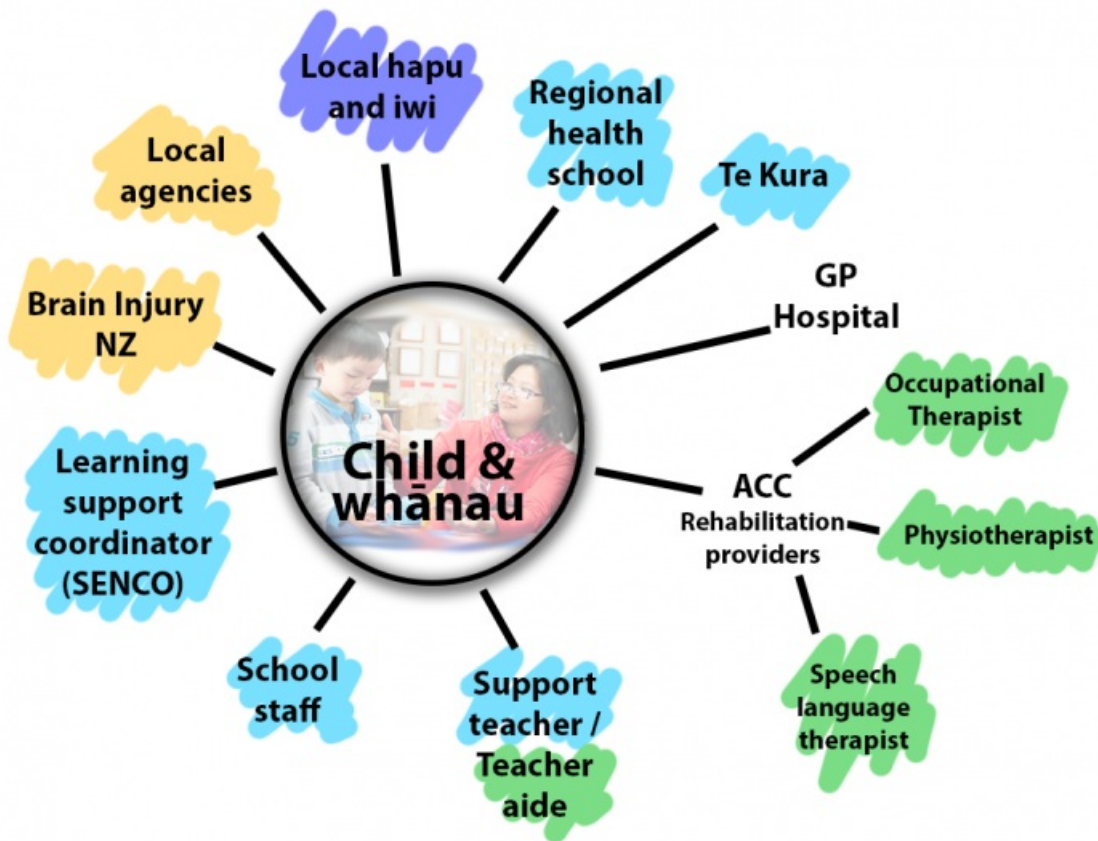 Local hapu
and iwi
Regional
health
school
Te Kura
Local
agencies
GP
Hospital
Brain Injury
NZ
Occupational
Therapist
Child &
whānau
Learning
support
coordinator
(SENCO)
ACC
Rehabilitation
providers
Physiotherapist
School
staff
Support
teacher /
Teacher
aide
Speech
language
therapist